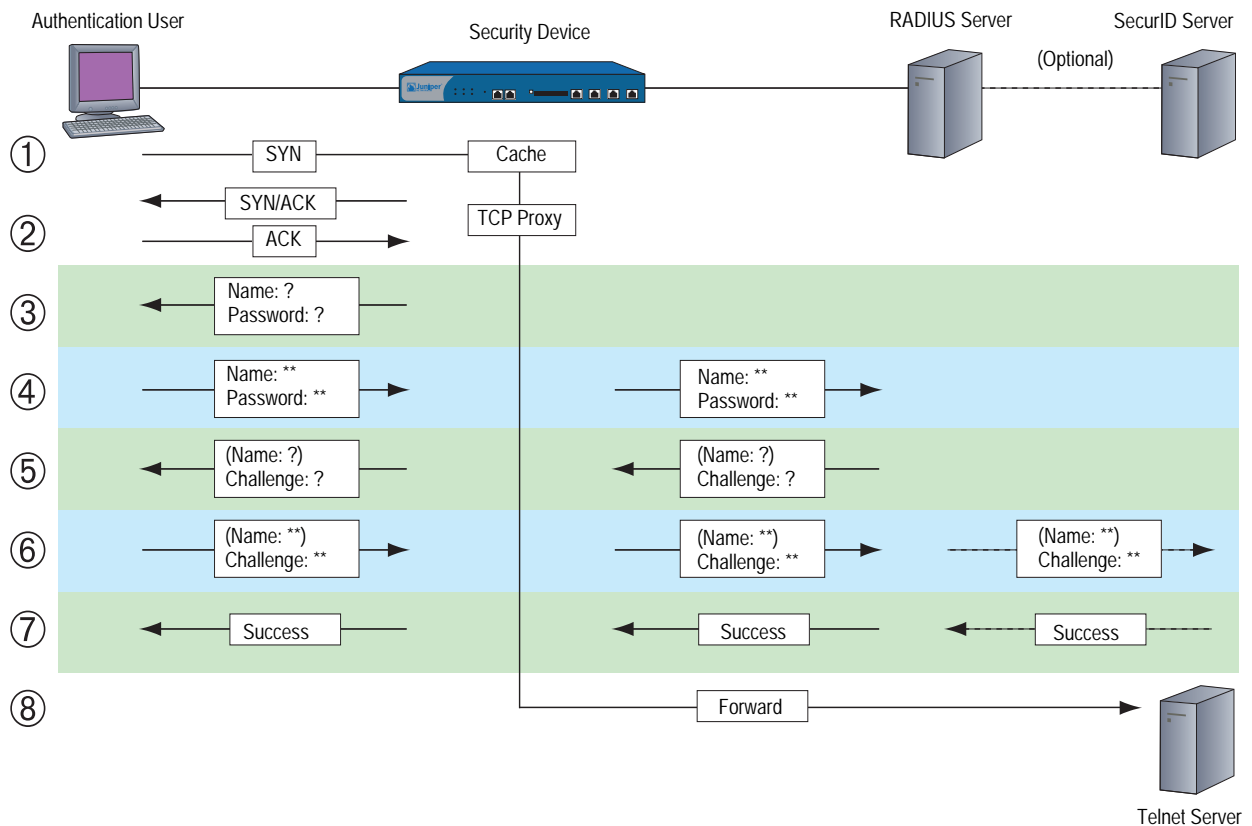 Authentication User
Security Device
RADIUS Server
SecurID Server
(Optional)
Juniper
1
SYN
Cache
SYN/ACK
TCP Proxy
2
ACK
3
Name: ?
Password: ?
4
Name: **
Password: **
Name: **
Password: **
5
(Name: ?)
Challenge: ?
(Name: ?)
Challenge: ?
6
(Name: **)
Challenge: **
(Name: **)
Challenge: **
(Name: **)
Challenge: **
7
Success
Success
Success
8
Forward
Telnet Server